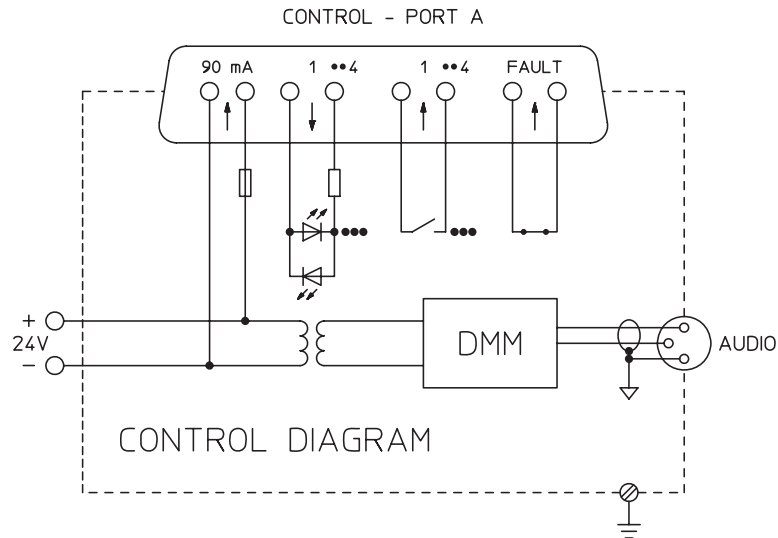 CONTROL - PORT A
90 mA 1 ••4 1 ••4 FAULT
+
24V
-
DMM
AUDIO
CONTROL DIAGRAM